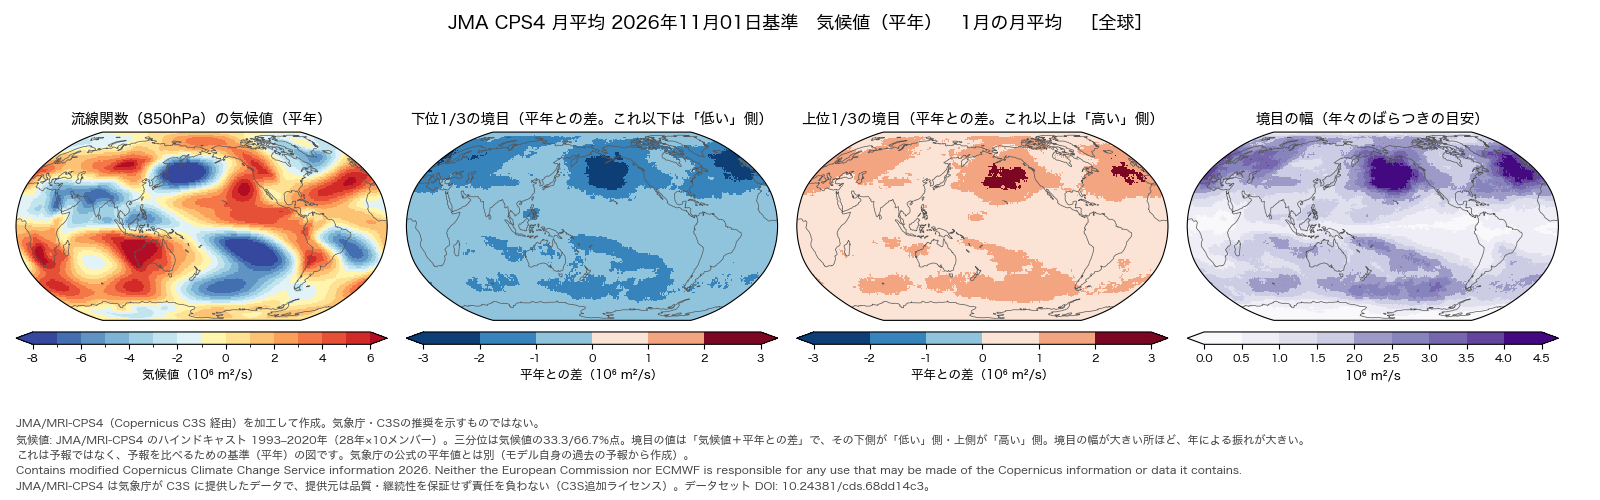 JMA CPS4 月平均 2026年11月01日基準　気候値（平年）　1月の月平均　［全球］
流線関数（850hPa）の気候値（平年）
下位1/3の境目（平年との差。これ以下は「低い」側）
上位1/3の境目（平年との差。これ以上は「高い」側）
境目の幅（年々のばらつきの目安）
-8 -6 -4 -2 0 2 4 6
-3 -2 -1 0 1 2 3
-3 -2 -1 0 1 2 3
0.0 0.5 1.0 1.5 2.0 2.5 3.0 3.5 4.0 4.5
気候値（10⁶ m²/s）
平年との差（10⁶ m²/s）
平年との差（10⁶ m²/s）
10⁶ m²/s
JMA/MRI-CPS4（Copernicus C3S 経由）を加工して作成。気象庁・C3Sの推奨を示すものではない。
気候値: JMA/MRI-CPS4 のハインドキャスト 1993–2020年（28年×10メンバー）。三分位は気候値の33.3/66.7%点。境目の値は「気候値＋平年との差」で、その下側が「低い」側・上側が「高い」側。境目の幅が大きい所ほど、年による振れが大きい。
これは予報ではなく、予報を比べるための基準（平年）の図です。気象庁の公式の平年値とは別（モデル自身の過去の予報から作成）。
Contains modified Copernicus Climate Change Service information 2026. Neither the European Commission nor ECMWF is responsible for any use that may be made of the Copernicus information or data it contains.
JMA/MRI-CPS4 は気象庁が C3S に提供したデータで、提供元は品質・継続性を保証せず責任を負わない（C3S追加ライセンス）。データセット DOI: 10.24381/cds.68dd14c3。